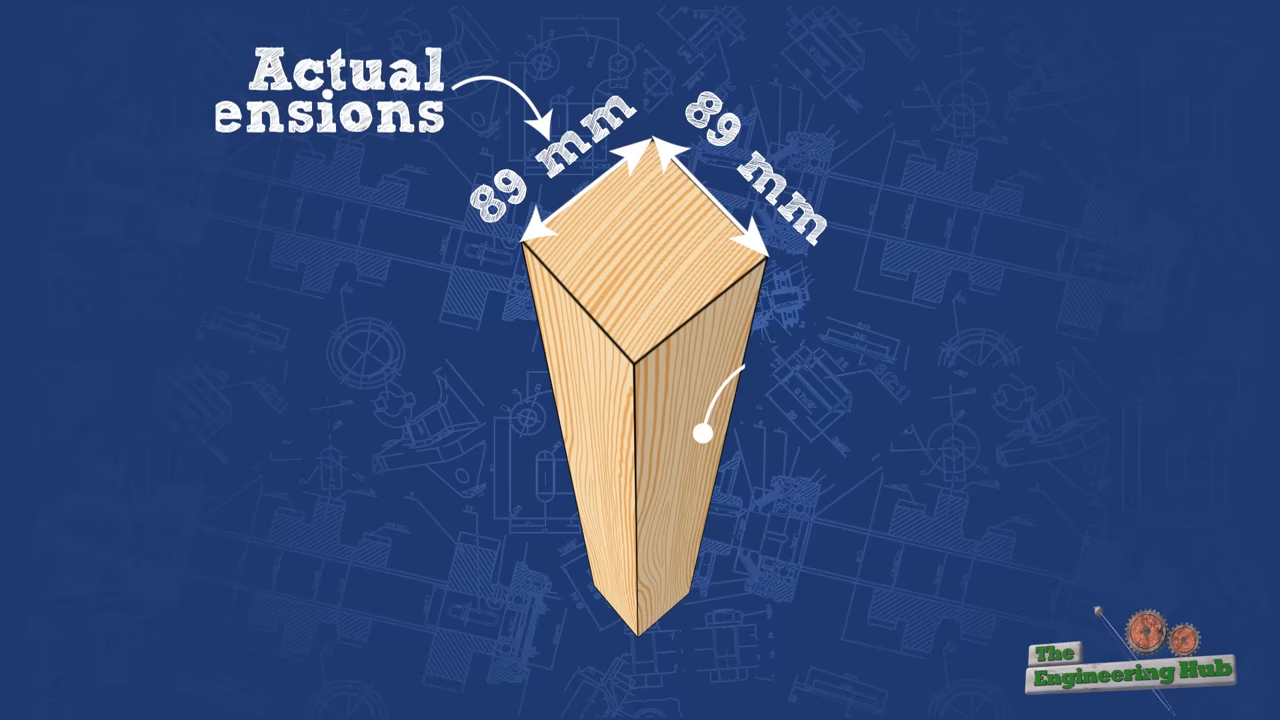 Actual
ensions
89 mm
89 mm
The
Engineering Hub